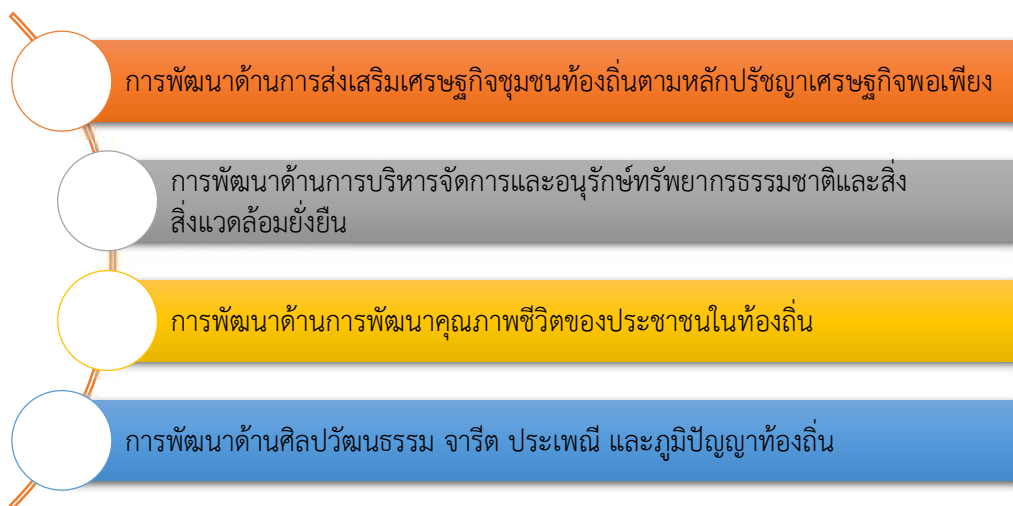 การพัฒนาด้านการส่งเสริมเศรษฐกิจชุมชนท้องถิ่นตามหลักปรัชญาเศรษฐกิจพอเพียง
การพัฒนาด้านการบริหารจัดการและอนุรักษ์ทรัพยากรธรรมชาติและสิ่ง
สิ่งแวดล้อมยั่งยืน
การพัฒนาด้านการพัฒนาคุณภาพชีวิตของประชาชนในท้องถิ่น
การพัฒนาด้านศิลปวัฒนธรรม จารีต ประเพณี และภูมิปัญญาท้องถิ่น